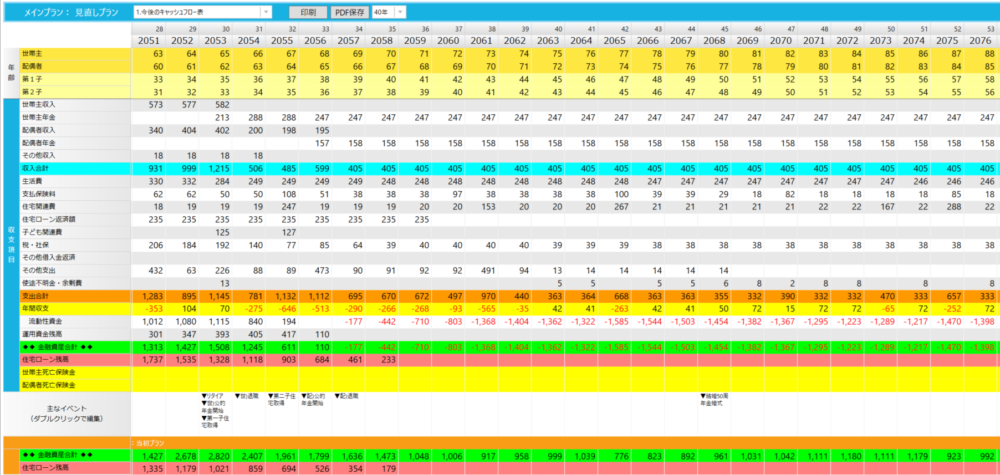 メインプラン： 見直しプラン 1.今後のキャッシュフロー表 印刷 PDF保存 40年
28 29 30 31 32 33 34 35 36 37 38 39 40 41 42 43 44 45 46 47 48 49 50 51 52 53
2051 2052 2053 2054 2055 2056 2057 2058 2059 2060 2061 2062 2063 2064 2065 2066 2067 2068 2069 2070 2071 2072 2073 2074 2075 2076
年齢
世帯主 63 64 65 66 67 68 69 70 71 72 73 74 75 76 77 78 79 80 81 82 83 84 85 86 87 88
配偶者 60 61 62 63 64 65 66 67 68 69 70 71 72 73 74 75 76 77 78 79 80 81 82 83 84 85
第1子 33 34 35 36 37 38 39 40 41 42 43 44 45 46 47 48 49 50 51 52 53 54 55 56 57 58
第2子 31 32 33 34 35 36 37 38 39 40 41 42 43 44 45 46 47 48 49 50 51 52 53 54 55 56
収支項目
世帯主収入 573 577 582
世帯主年金 213 288 288 247 247 247 247 247 247 247 247 247 247 247 247 247 247 247 247 247 247 247 247 247
配偶者収入 340 404 402 200 198 195
配偶者年金 157 158 158 158 158 158 158 158 158 158 158 158 158 158 158 158 158 158 158 158 158
その他収入 18 18 18 18
収入合計 931 999 1,215 506 485 599 405 405 405 405 405 405 405 405 405 405 405 405 405 405 405 405 405 405 405 405
生活費 330 332 284 249 249 249 248 248 248 248 248 248 248 248 248 247 247 247 247 247 247 247 247 246 246 246
支払保険料 62 62 50 50 108 51 38 38 38 97 38 38 38 38 100 39 39 29 18 82 18 18 18 18 85 18
住宅関連費 18 19 19 19 247 19 19 19 20 20 153 20 20 20 267 21 21 21 21 21 22 22 167 22 288 22
住宅ローン返済額 235 235 235 235 235 235 235 235 235
子ども関連費 125 127
税・社保 206 184 192 140 77 85 64 39 40 40 40 40 39 39 39 38 38 38 38 38 38 38 38 38 38 38
その他借入金返済
その他支出 432 63 226 88 89 473 90 91 92 92 491 94 13 14 14 14 14 14
使途不明金・余剰費 13 5 5 5 5 6 8 2 8 8 8 8
支出合計 1,283 895 1,145 781 1,132 1,112 695 670 672 497 970 440 363 364 668 363 363 355 332 390 332 332 470 333 657 333
年間収支 -353 104 70 -275 -646 -513 -290 -266 -268 -93 -565 -35 42 41 -263 42 41 50 72 15 72 72 -65 72 -252 72
流動性資金 1,012 1,080 1,115 840 194 -177 -442 -710 -803 -1,368 -1,404 -1,362 -1,322 -1,585 -1,544 -1,503 -1,454 -1,382 -1,367 -1,295 -1,223 -1,289 -1,217 -1,470 -1,398
運用資金残高 301 347 393 405 417 110
◆◆ 金融資産合計 ◆◆ 1,313 1,427 1,508 1,245 611 110 -177 -442 -710 -803 -1,368 -1,404 -1,362 -1,322 -1,585 -1,544 -1,503 -1,454 -1,382 -1,367 -1,295 -1,223 -1,289 -1,217 -1,470 -1,398
住宅ローン残高 1,737 1,535 1,328 1,118 903 684 461 233
世帯主死亡保険金
配偶者死亡保険金
主なイベント
（ダブルクリックで編集）
▼リタイア
▼世)公的
年金開始
▼第一子住
宅取得
▼世)退職
▼第二子住
宅取得
▼配)公的
年金開始
▼配)退職
▼結婚50周
年金婚式
：当初プラン
◆◆ 金融資産合計 ◆◆ 1,427 2,678 2,820 2,407 1,961 1,799 1,636 1,473 1,048 1,006 917 958 999 1,039 776 823 892 961 1,031 1,042 1,111 1,180 1,111 1,179 923 992
住宅ローン残高 1,335 1,179 1,021 859 694 526 354 179